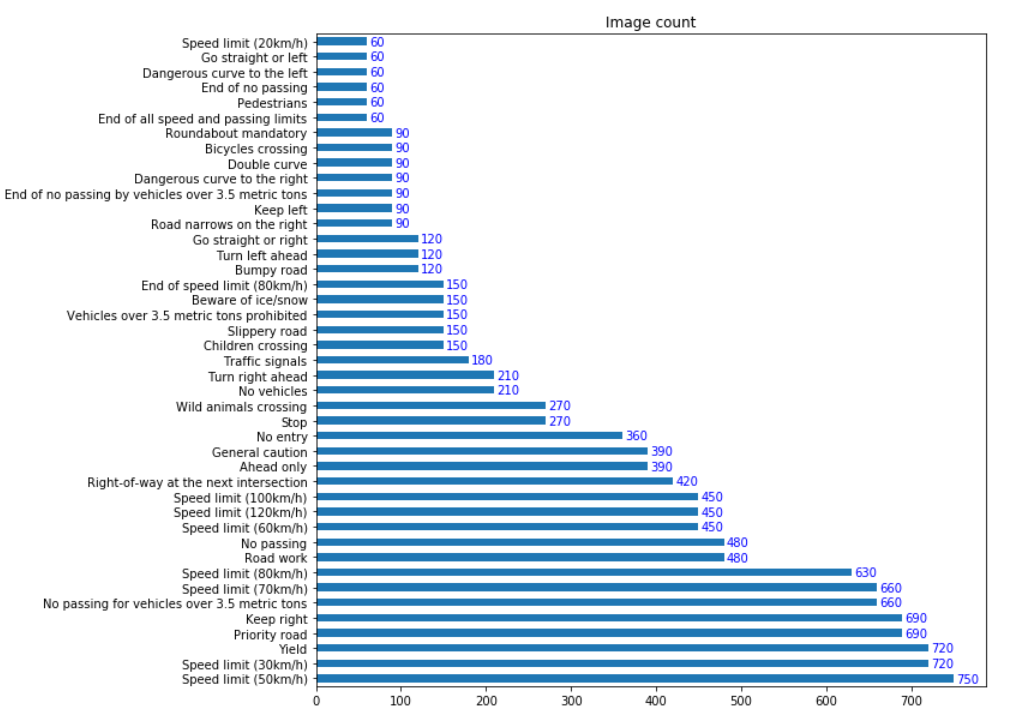 Image count
Speed limit (20km/h) 60
Go straight or left 60
Dangerous curve to the left 60
End of no passing 60
Pedestrians 60
End of all speed and passing limits 60
Roundabout mandatory 90
Bicycles crossing 90
Double curve 90
Dangerous curve to the right 90
End of no passing by vehicles over 3.5 metric tons 90
Keep left 90
Road narrows on the right 90
Go straight or right 120
Turn left ahead 120
Bumpy road 120
End of speed limit (80km/h) 150
Beware of ice/snow 150
Vehicles over 3.5 metric tons prohibited 150
Slippery road 150
Children crossing 150
Traffic signals 180
Turn right ahead 210
No vehicles 210
Wild animals crossing 270
Stop 270
No entry 360
General caution 390
Ahead only 390
Right-of-way at the next intersection 420
Speed limit (100km/h) 450
Speed limit (120km/h) 450
Speed limit (60km/h) 450
No passing 480
Road work 480
Speed limit (80km/h) 630
Speed limit (70km/h) 660
No passing for vehicles over 3.5 metric tons 660
Keep right 690
Priority road 690
Yield 720
Speed limit (30km/h) 720
Speed limit (50km/h) 750
0 100 200 300 400 500 600 700